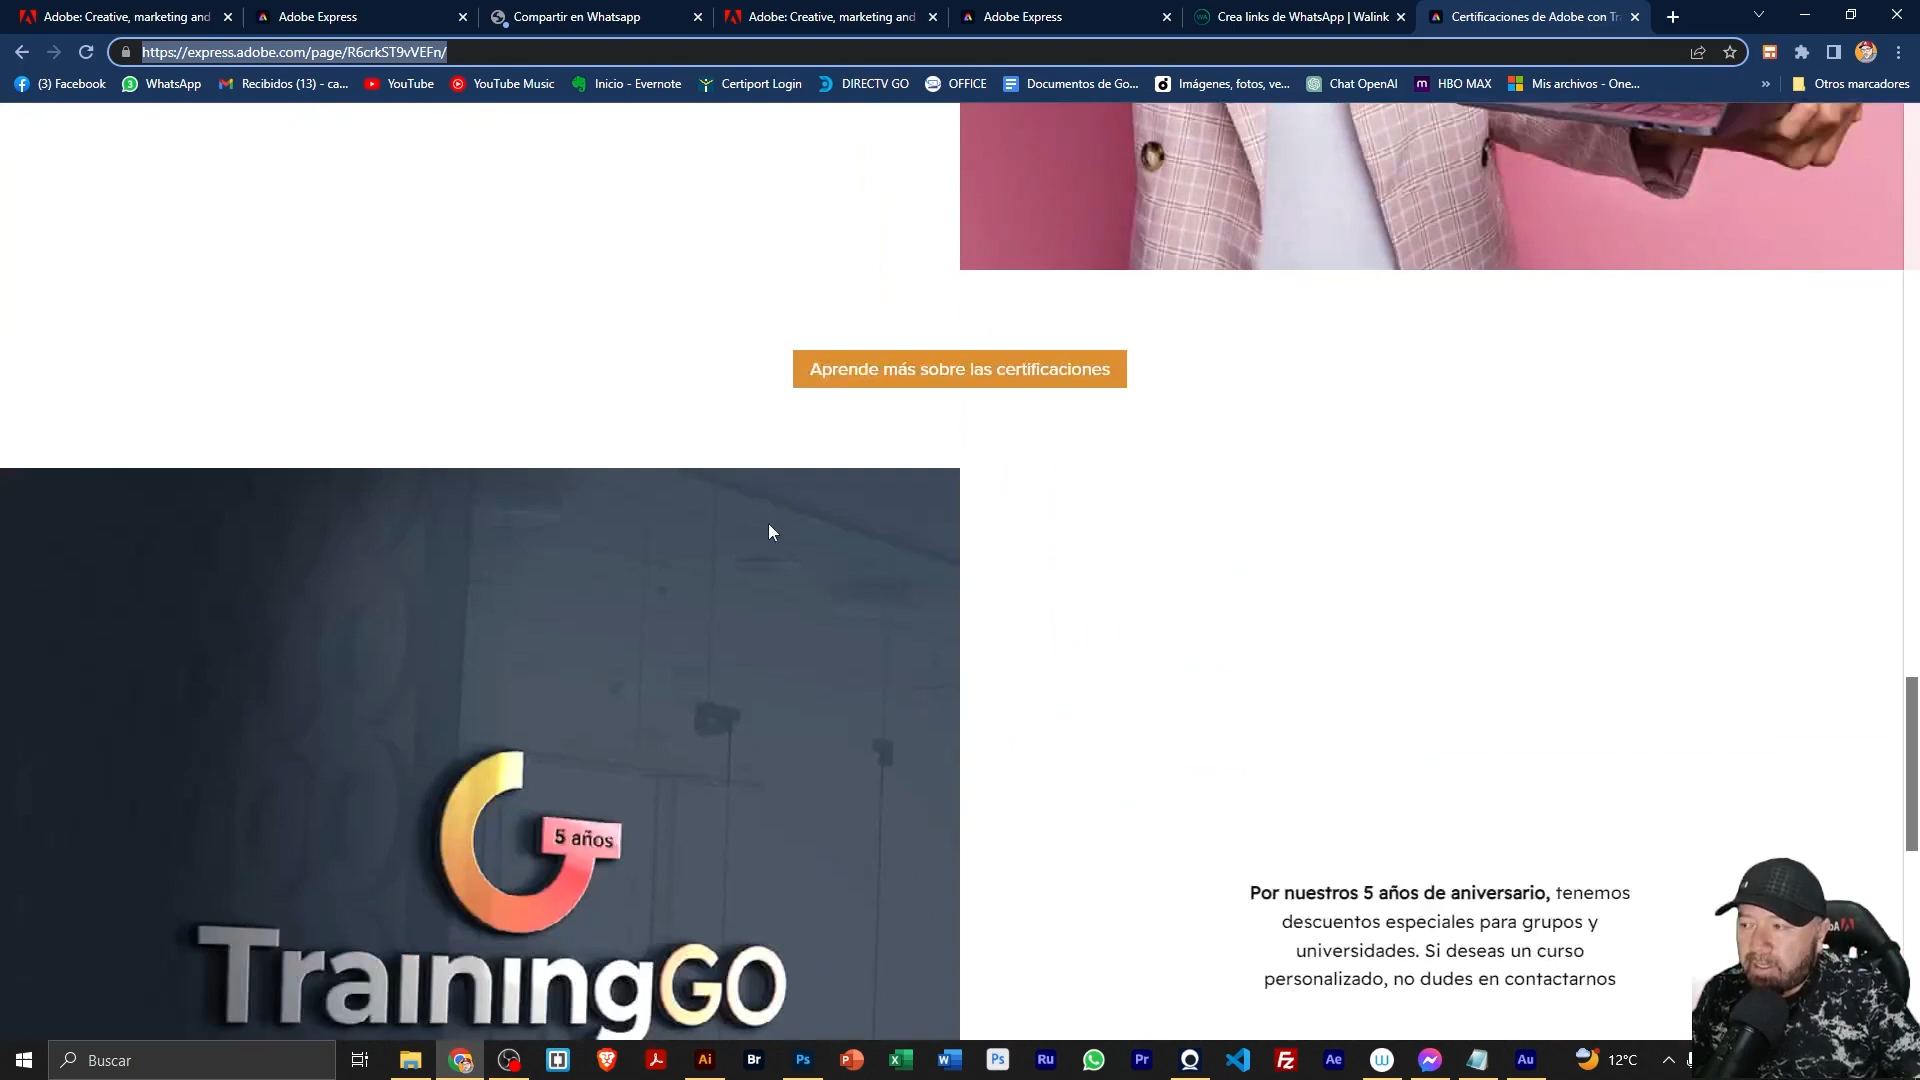 Adobe: Creative, marketing and
Adobe Express
Compartir en Whatsapp
Adobe: Creative, marketing and
Adobe Express
Crea links de WhatsApp | Walink
Certificaciones de Adobe con Tr
https://express.adobe.com/page/R6crkST9vVEFn/
(3) Facebook
WhatsApp
Recibidos (13) - ca...
YouTube
YouTube Music
Inicio - Evernote
Certiport Login
DIRECTV GO
OFFICE
Documentos de Go...
Imágenes, fotos, ve...
Chat OpenAI
HBO MAX
Mis archivos - One...
»
Otros marcadores
Aprende más sobre las certificaciones
5 años
TrainingGO
Por nuestros 5 años de aniversario, tenemos
descuentos especiales para grupos y
universidades. Si deseas un curso
personalizado, no dudes en contactarnos
Buscar
Ai
Br
Ps
Ps
Ru
Pr
Ae
Au
12°C